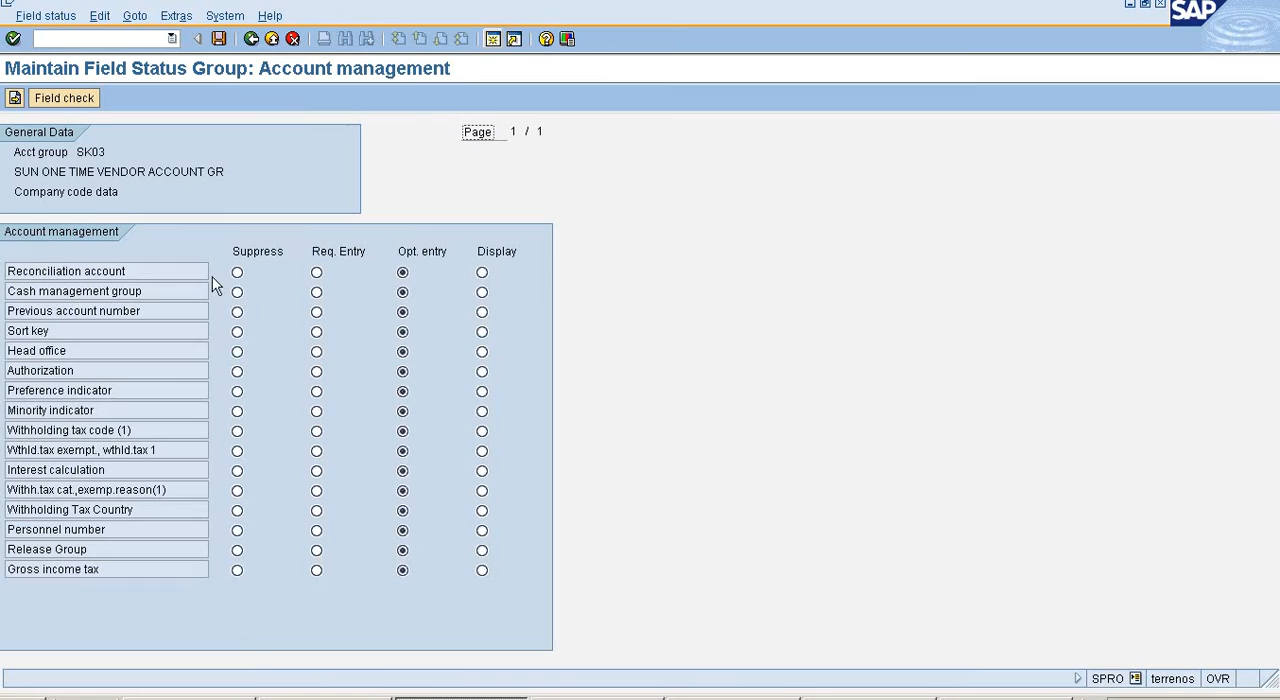 Field status Edit Goto Extras System Help
SAP
Maintain Field Status Group: Account management
Field check
General Data
Page 1 / 1
Acct group SK03
SUN ONE TIME VENDOR ACCOUNT GR
Company code data
Account management
Suppress Req. Entry Opt. entry Display
Reconciliation account
Cash management group
Previous account number
Sort key
Head office
Authorization
Preference indicator
Minority indicator
Withholding tax code (1)
Wthld.tax exempt., wthld.tax 1
Interest calculation
Withh.tax cat.,exemp.reason(1)
Withholding Tax Country
Personnel number
Release Group
Gross income tax
SPRO terrenos OVR